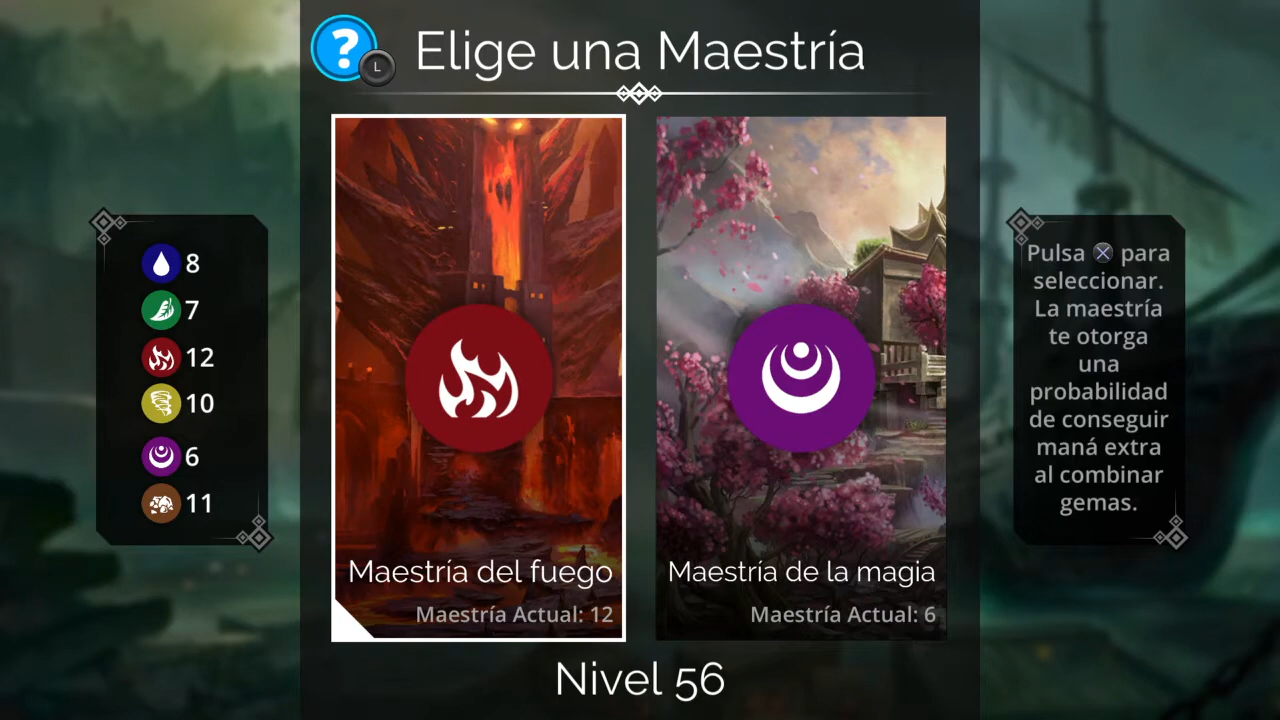 ? L Elige una Maestría
8
7
12
10
6
11
Maestría del fuego
Maestría Actual: 12
Maestría de la magia
Maestría Actual: 6
Pulsa ⓧ para
seleccionar.
La maestría
te otorga
una
probabilidad
de conseguir
maná extra
al combinar
gemas.
Nivel 56